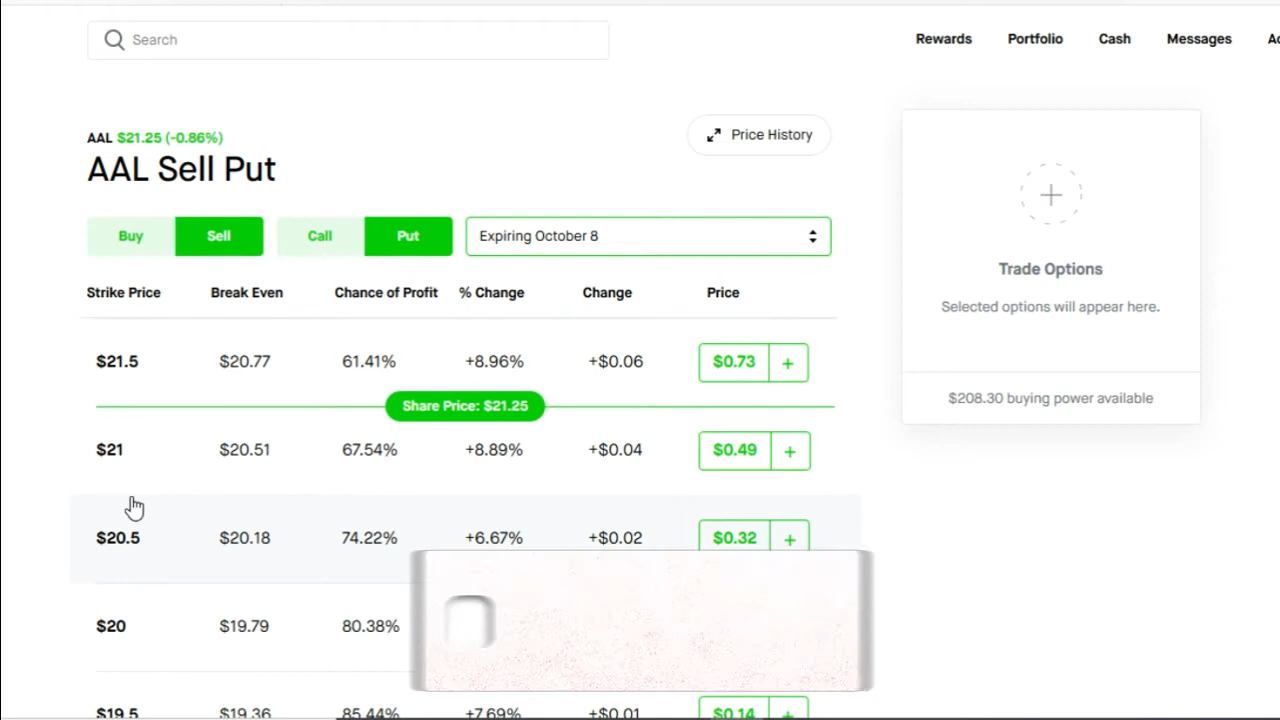 Search
Rewards Portfolio Cash Messages
AAL $21.25 (-0.86%)
AAL Sell Put
Price History
Buy Sell Call Put Expiring October 8
Strike Price Break Even Chance of Profit % Change Change Price
$21.5 $20.77 61.41% +8.96% +$0.06 $0.73 +
Share Price: $21.25
$21 $20.51 67.54% +8.89% +$0.04 $0.49 +
$20.5 $20.18 74.22% +6.67% +$0.02 $0.32 +
$20 $19.79 80.38%
$19.5 $19.36 85.44% +7.69% +$0.01 $0.14 +
Trade Options
Selected options will appear here.
$208.30 buying power available